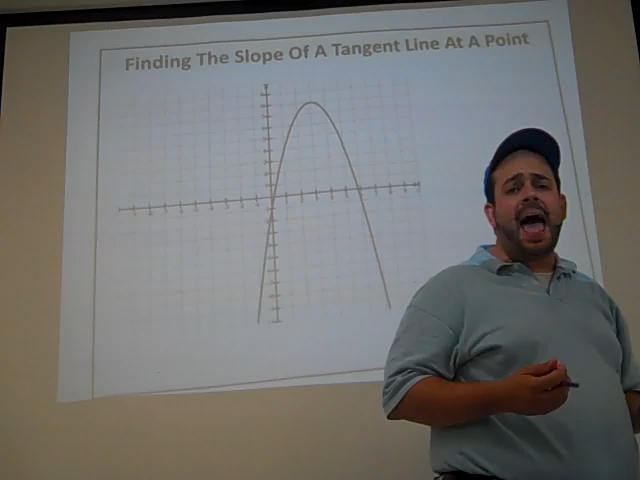 Finding The Slope Of A Tangent Line At A Point